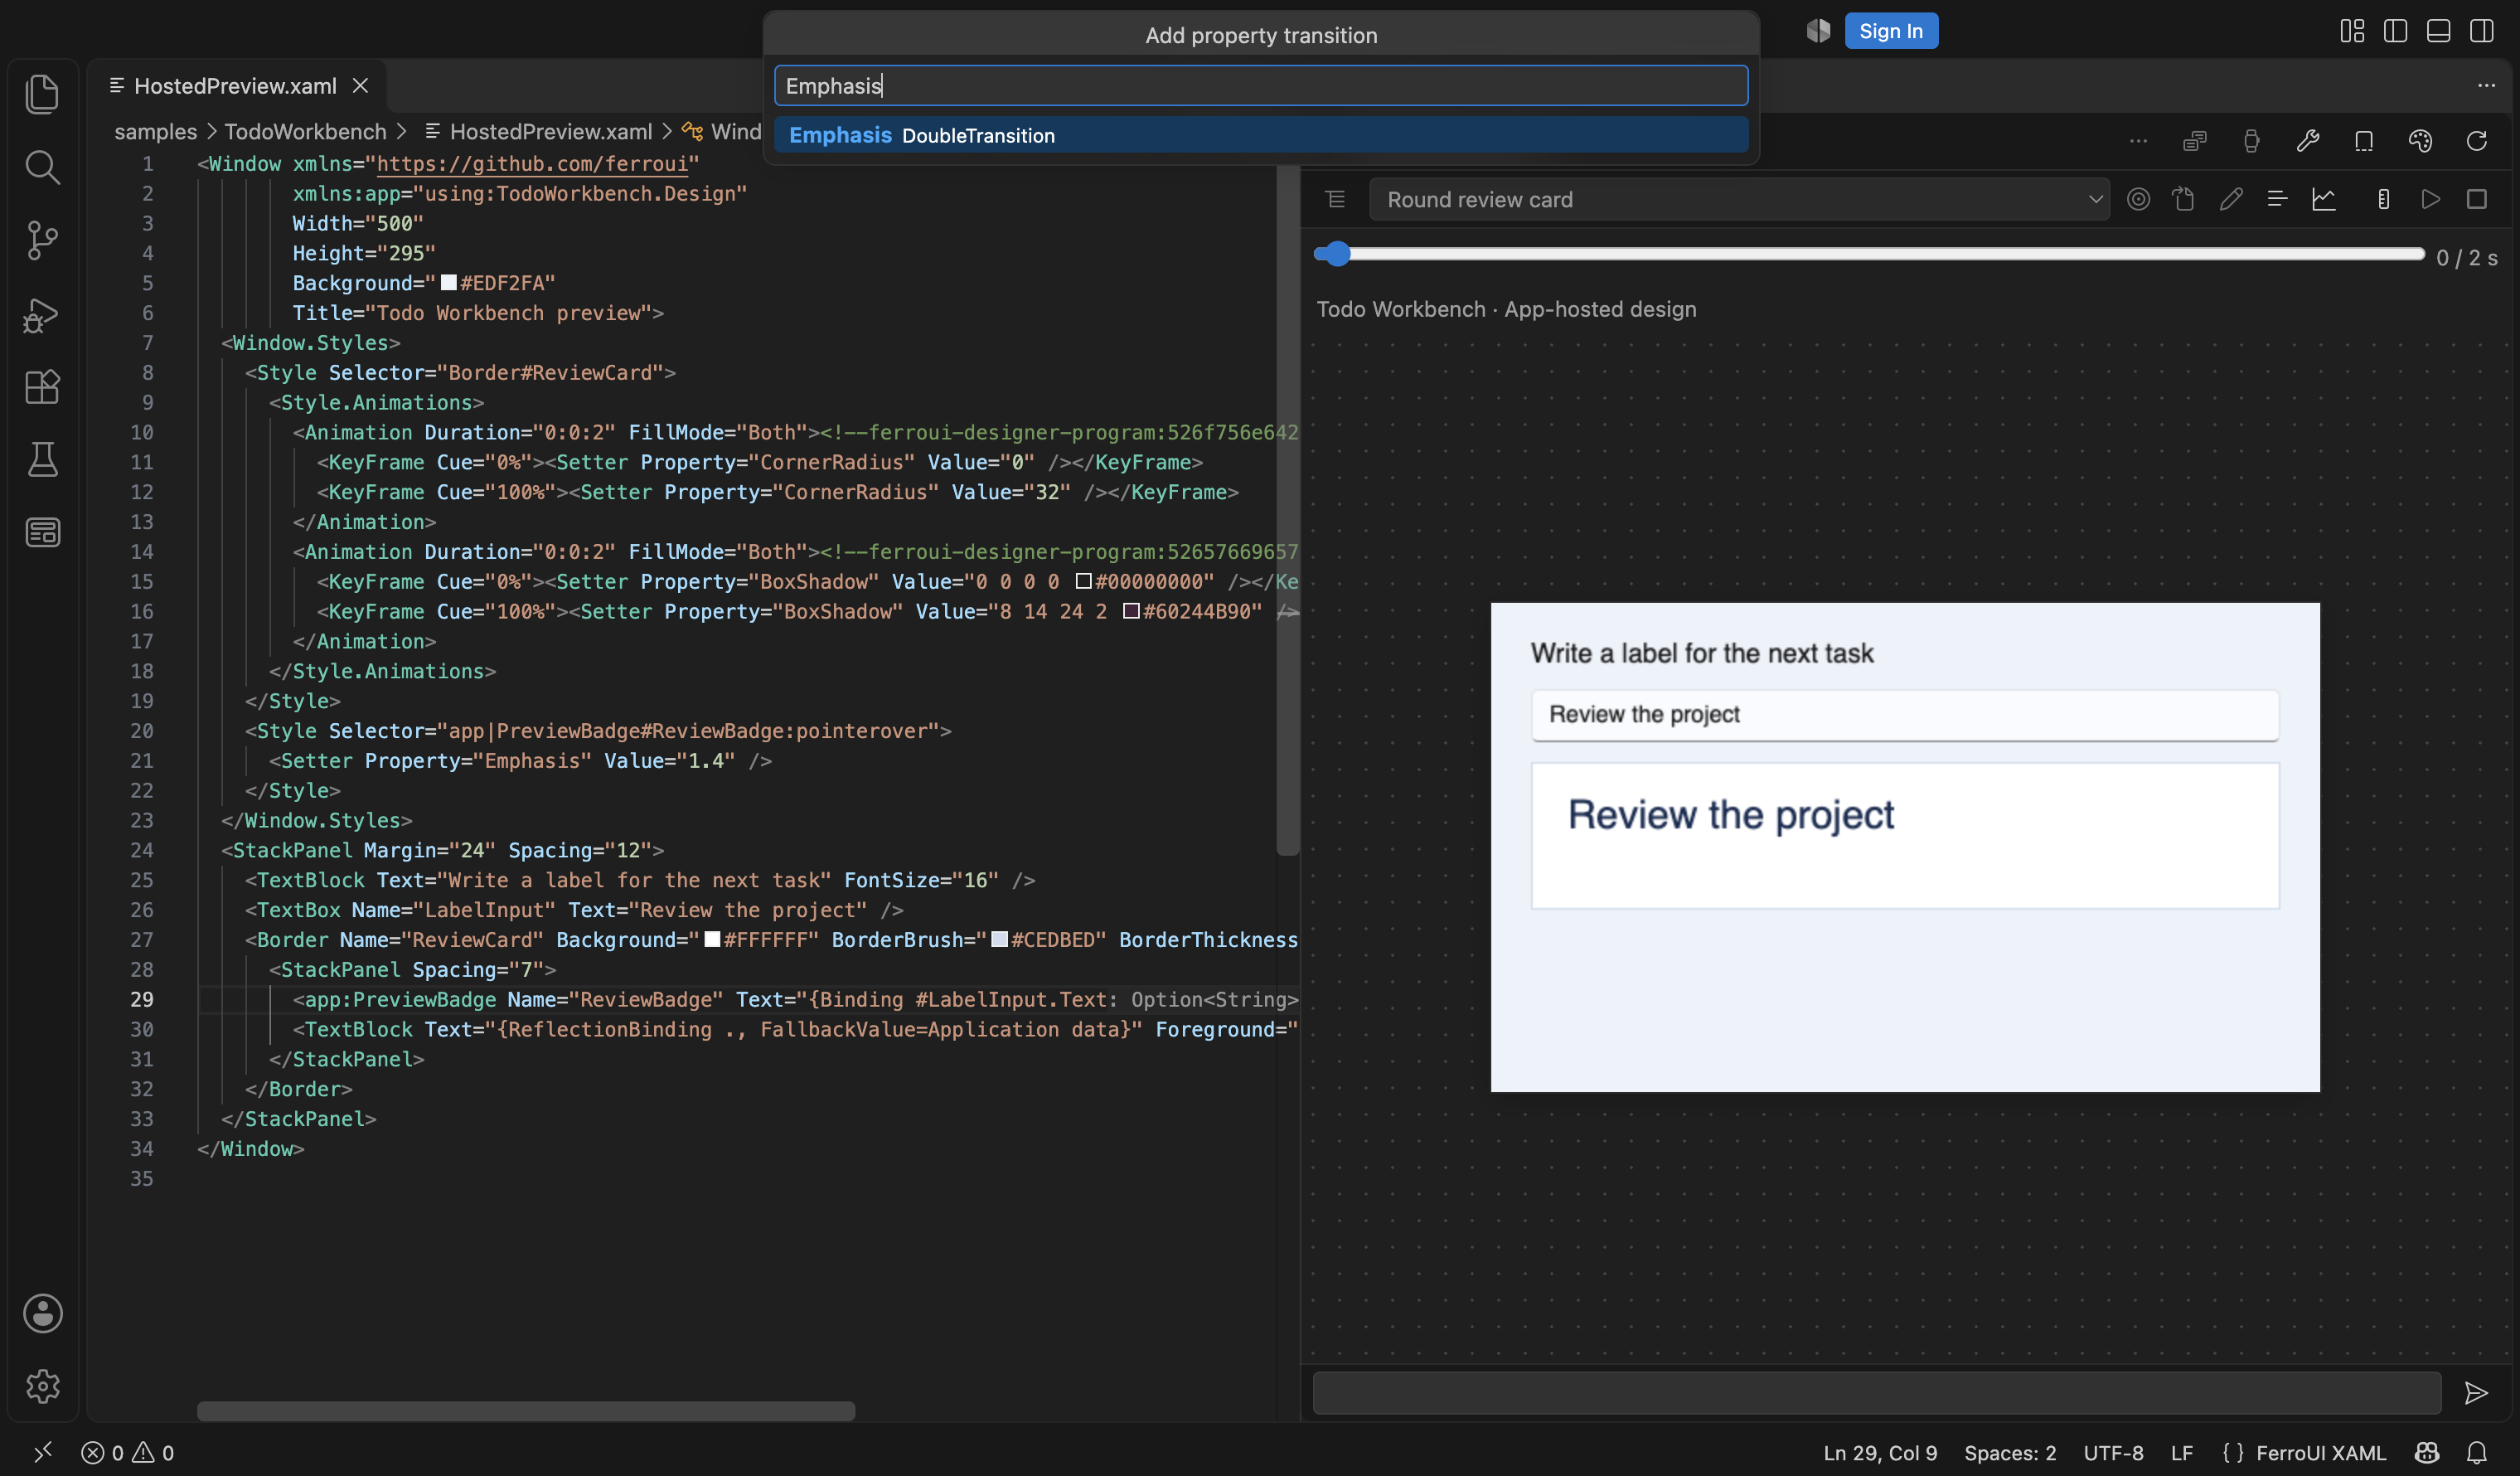 Add property transition
Sign In
Emphasis
Emphasis DoubleTransition
HostedPreview.xaml
samples > TodoWorkbench > HostedPreview.xaml > Wind
1 <Window xmlns="https://github.com/ferroui"
2 xmlns:app="using:TodoWorkbench.Design"
3 Width="500"
4 Height="295"
5 Background="#EDF2FA"
6 Title="Todo Workbench preview">
7 <Window.Styles>
8 <Style Selector="Border#ReviewCard">
9 <Style.Animations>
10 <Animation Duration="0:0:2" FillMode="Both"><!--ferroui-designer-program:526f756e642
11 <KeyFrame Cue="0%"><Setter Property="CornerRadius" Value="0" /></KeyFrame>
12 <KeyFrame Cue="100%"><Setter Property="CornerRadius" Value="32" /></KeyFrame>
13 </Animation>
14 <Animation Duration="0:0:2" FillMode="Both"><!--ferroui-designer-program:52657669657
15 <KeyFrame Cue="0%"><Setter Property="BoxShadow" Value="0 0 0 0 #00000000" /></Ke
16 <KeyFrame Cue="100%"><Setter Property="BoxShadow" Value="8 14 24 2 #60244B90" />
17 </Animation>
18 </Style.Animations>
19 </Style>
20 <Style Selector="app|PreviewBadge#ReviewBadge:pointerover">
21 <Setter Property="Emphasis" Value="1.4" />
22 </Style>
23 </Window.Styles>
24 <StackPanel Margin="24" Spacing="12">
25 <TextBlock Text="Write a label for the next task" FontSize="16" />
26 <TextBox Name="LabelInput" Text="Review the project" />
27 <Border Name="ReviewCard" Background="#FFFFFF" BorderBrush="#CEDBED" BorderThickness
28 <StackPanel Spacing="7">
29 <app:PreviewBadge Name="ReviewBadge" Text="{Binding #LabelInput.Text: Option<String>
30 <TextBlock Text="{ReflectionBinding ., FallbackValue=Application data}" Foreground="
31 </StackPanel>
32 </Border>
33 </StackPanel>
34 </Window>
35
Round review card
0 / 2 s
Todo Workbench · App-hosted design
Write a label for the next task
Review the project
Review the project
0 0
Ln 29, Col 9 Spaces: 2 UTF-8 LF { } FerroUI XAML